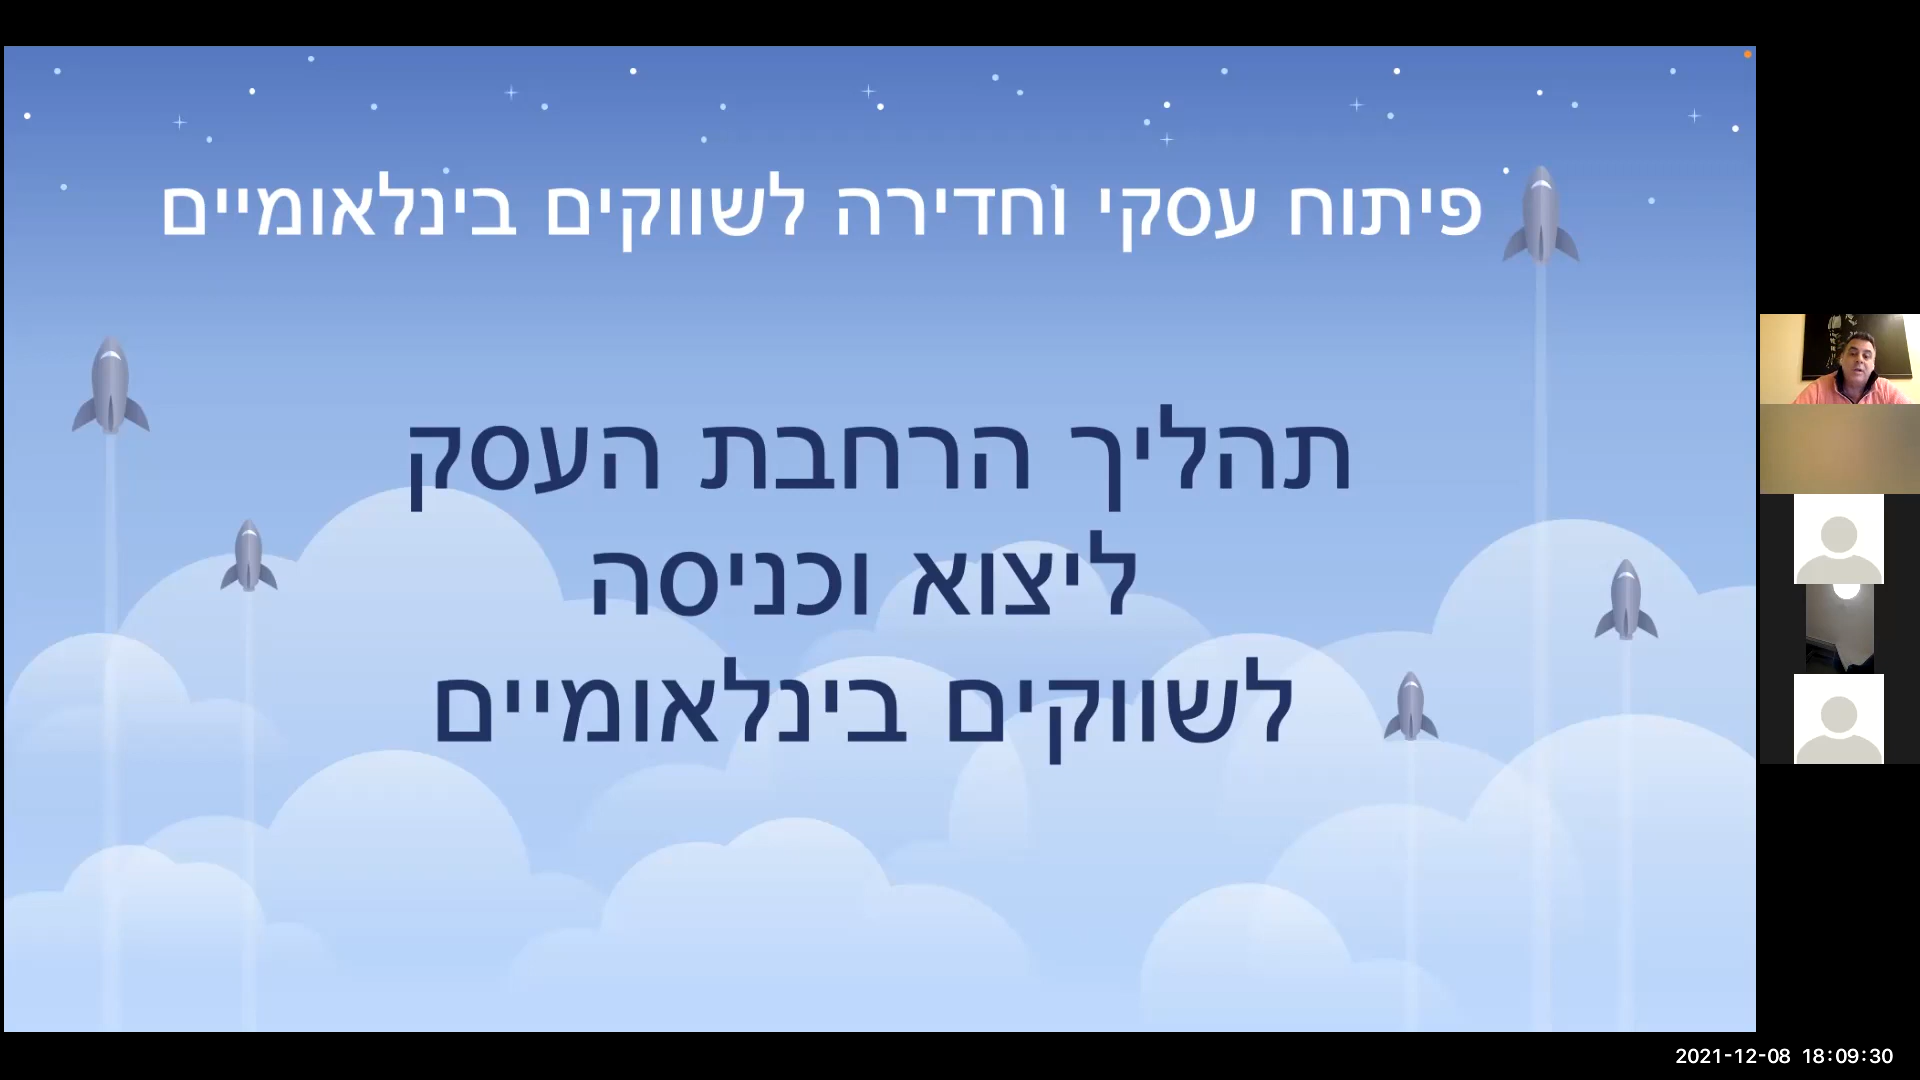 פיתוח עסקי וחדירה לשווקים בינלאומיים
תהליך הרחבת העסק
ליצוא וכניסה
לשווקים בינלאומיים
2021-12-08 18:09:30